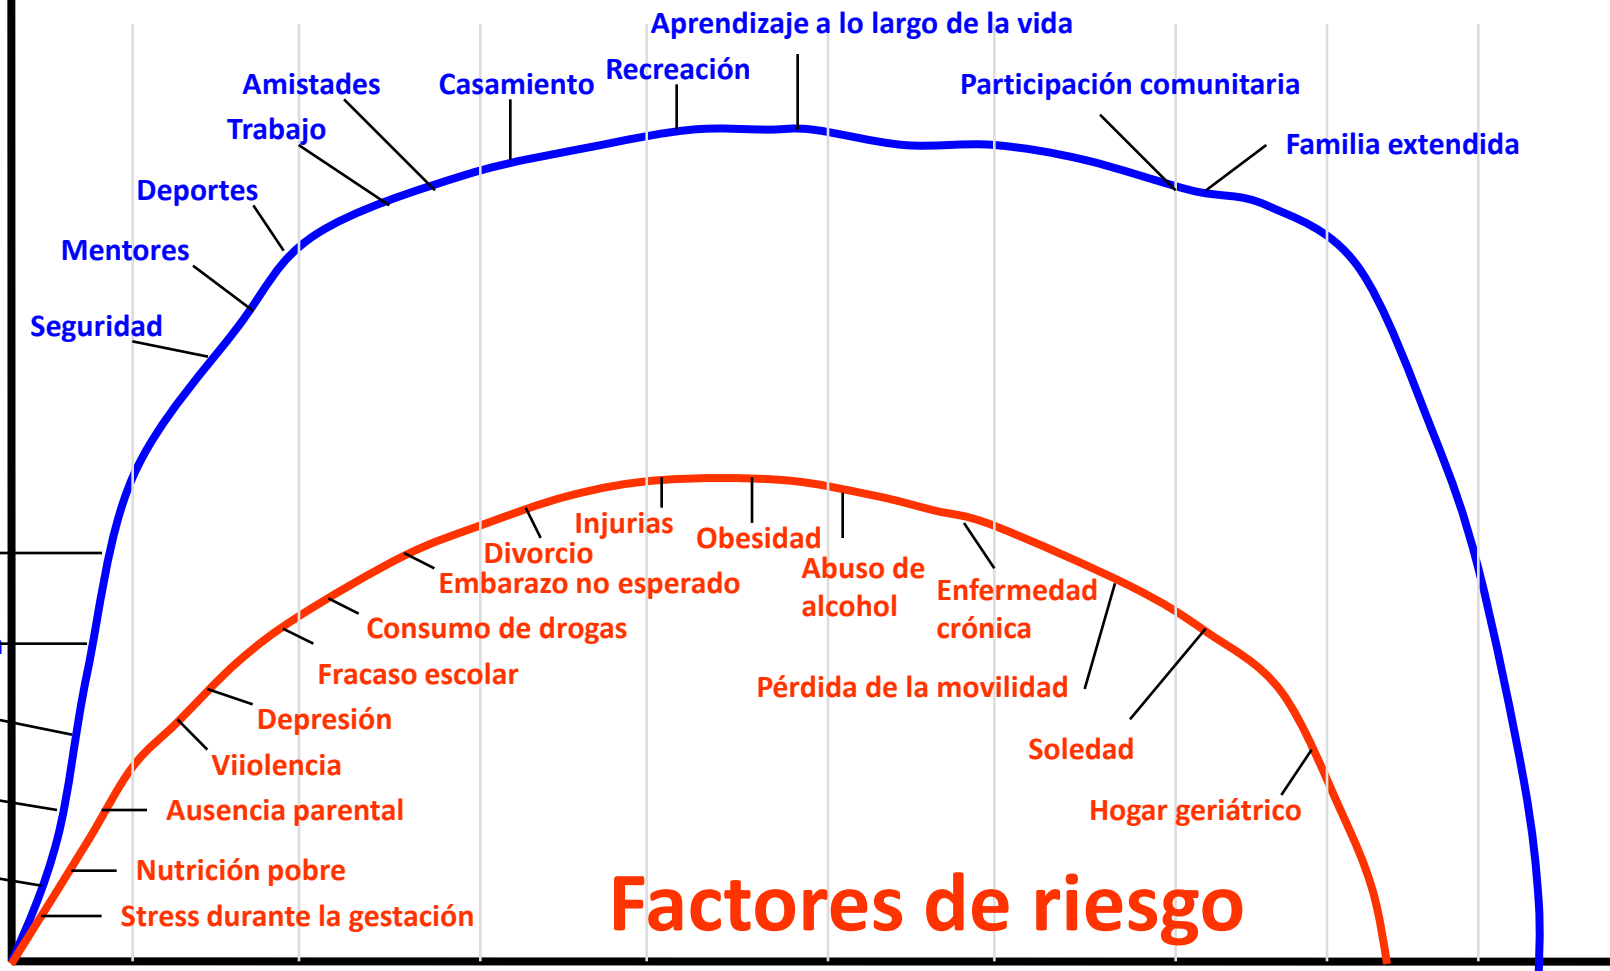 Aprendizaje a lo largo de la vida
Recreación
Amistades
Casamiento
Participación comunitaria
Trabajo
Familia extendida
Deportes
Mentores
Seguridad
Injurias
Obesidad
Divorcio
Abuso de
alcohol
Embarazo no esperado
Enfermedad
crónica
Consumo de drogas
Fracaso escolar
Pérdida de la movilidad
Depresión
Soledad
Viiolencia
Ausencia parental
Hogar geriátrico
Nutrición pobre
Stress durante la gestación
Factores de riesgo